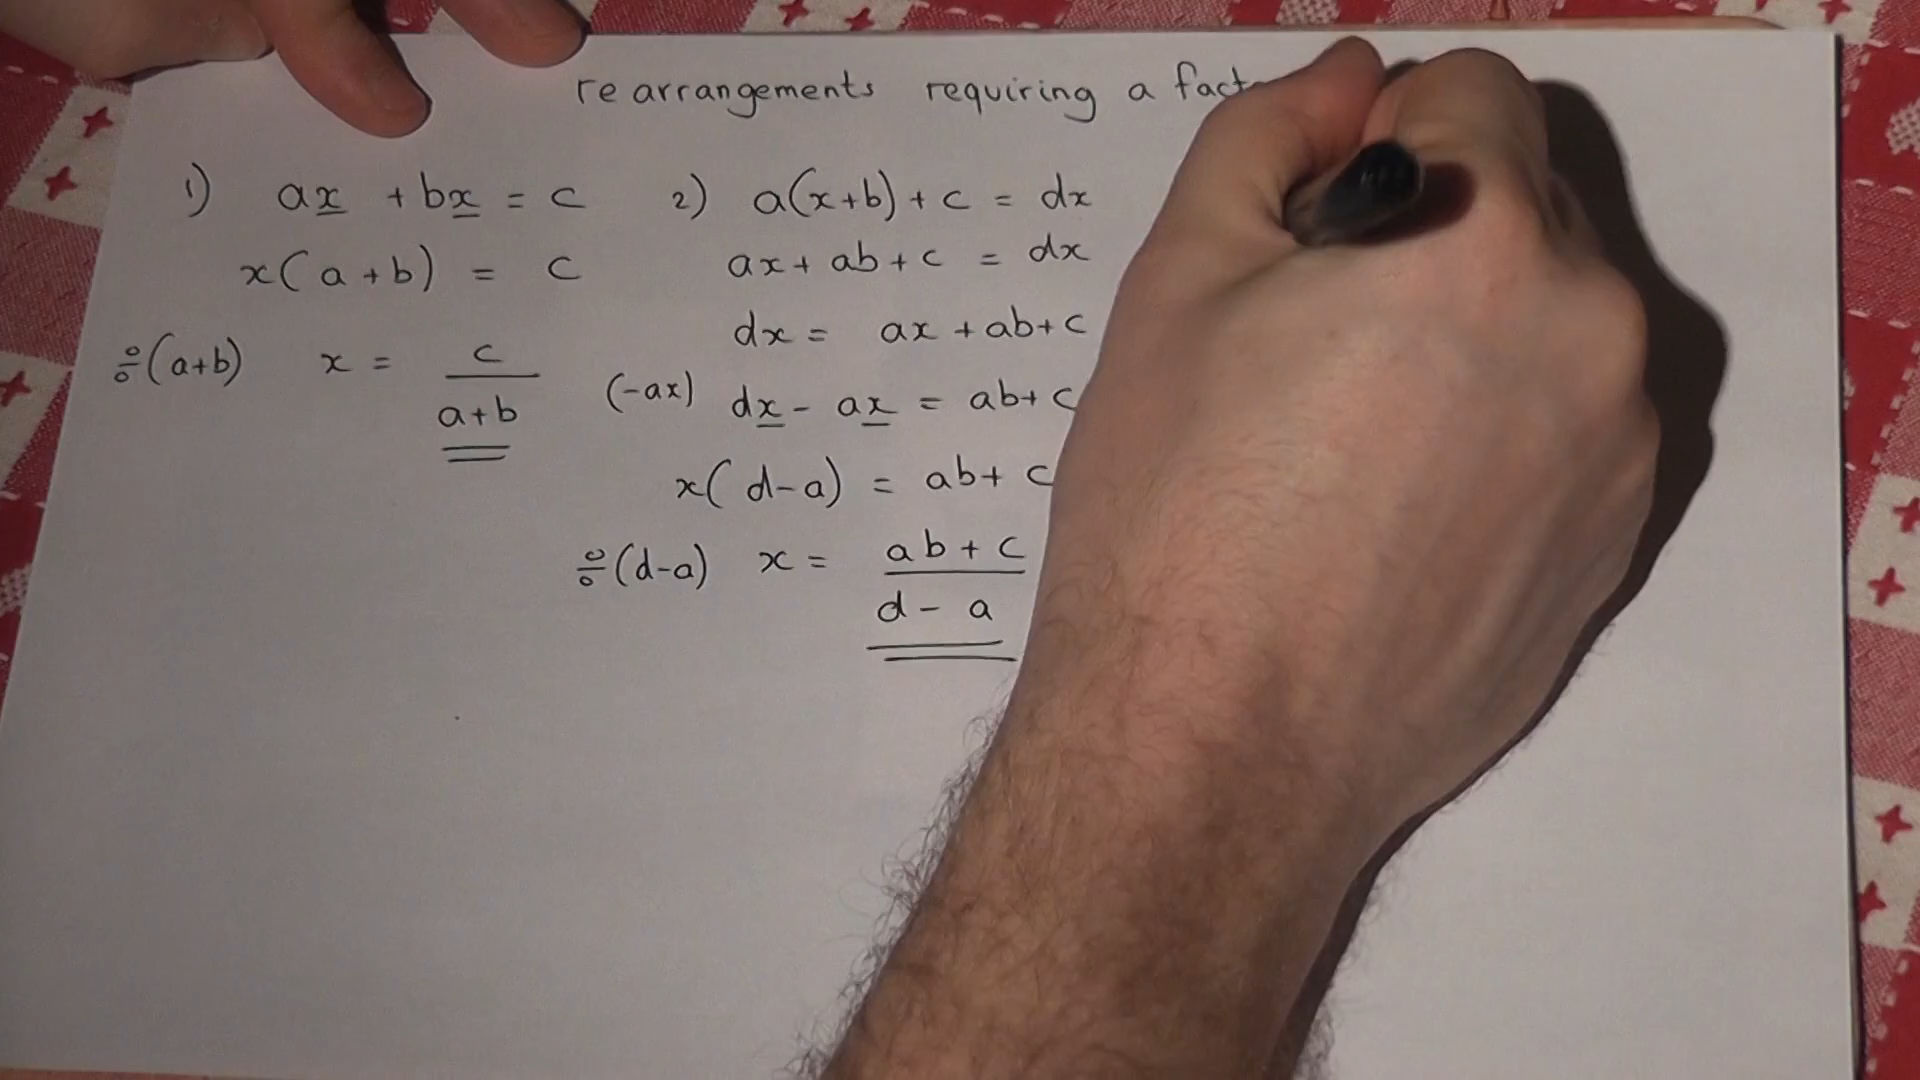 rearrangements requiring a
1) ax + bx = c
x(a+b) = c
÷(a+b) x = c
a+b
2) a(x+b) + c = dx
ax + ab + c = dx
dx = ax + ab + c
(-ax) dx - ax = ab + c
x(d-a) = ab + c
÷(d-a) x = ab + c
d - a